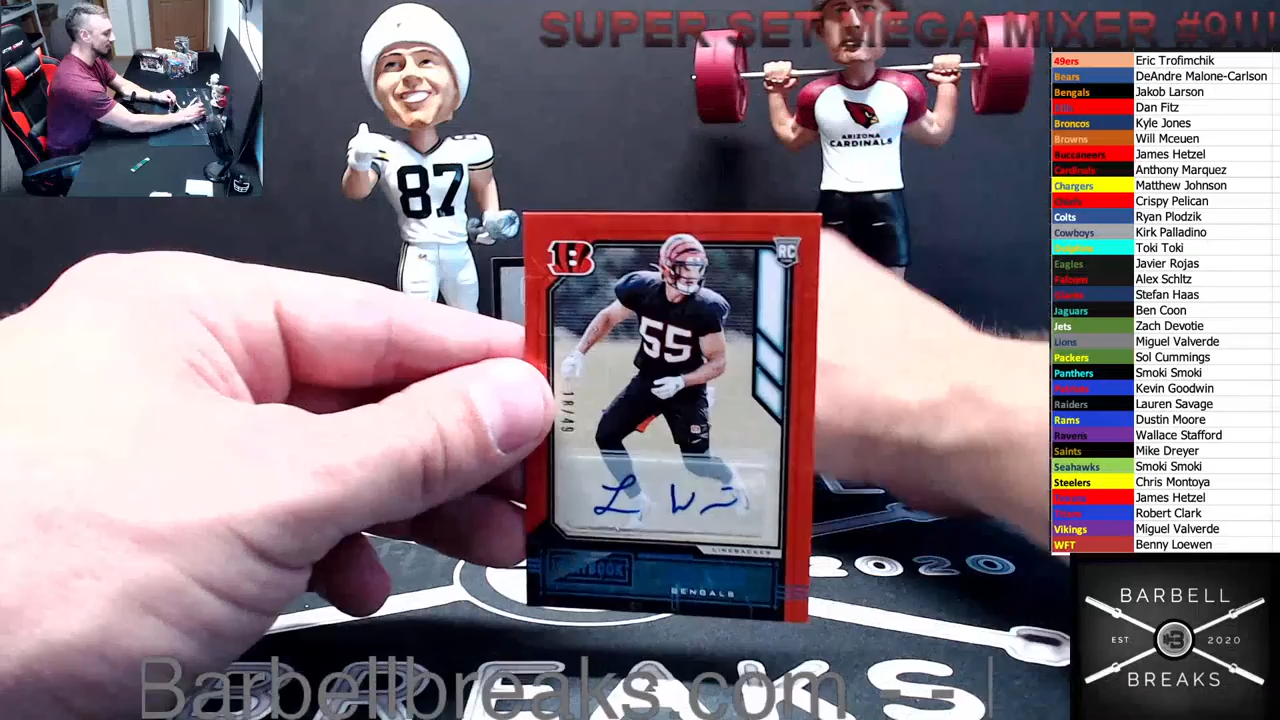 SUPER SET MEGA MIXER #9!!!
49ers Eric Trofimchik
Bears DeAndre Malone-Carlson
Bengals Jakob Larson
Bills Dan Fitz
Broncos Kyle Jones
Browns Will Mceuen
Buccaneers James Hetzel
Cardinals Anthony Marquez
Chargers Matthew Johnson
Chiefs Crispy Pelican
Colts Ryan Plodzik
Cowboys Kirk Palladino
Dolphins Toki Toki
Eagles Javier Rojas
Falcons Alex Schltz
Giants Stefan Haas
Jaguars Ben Coon
Jets Zach Devotie
Lions Miguel Valverde
Packers Sol Cummings
Panthers Smoki Smoki
Patriots Kevin Goodwin
Raiders Lauren Savage
Rams Dustin Moore
Ravens Wallace Stafford
Saints Mike Dreyer
Seahawks Smoki Smoki
Steelers Chris Montoya
Texans James Hetzel
Titans Robert Clark
Vikings Miguel Valverde
WFT Benny Loewen
87
ARIZONA
CARDINALS
B
RC
55
18/49
LINEBACKER
PLAYBOOK
BENGALS
2020
BREAKS
Barbellbreaks.com - - |
BARBELL
EST. 2020
BREAKS